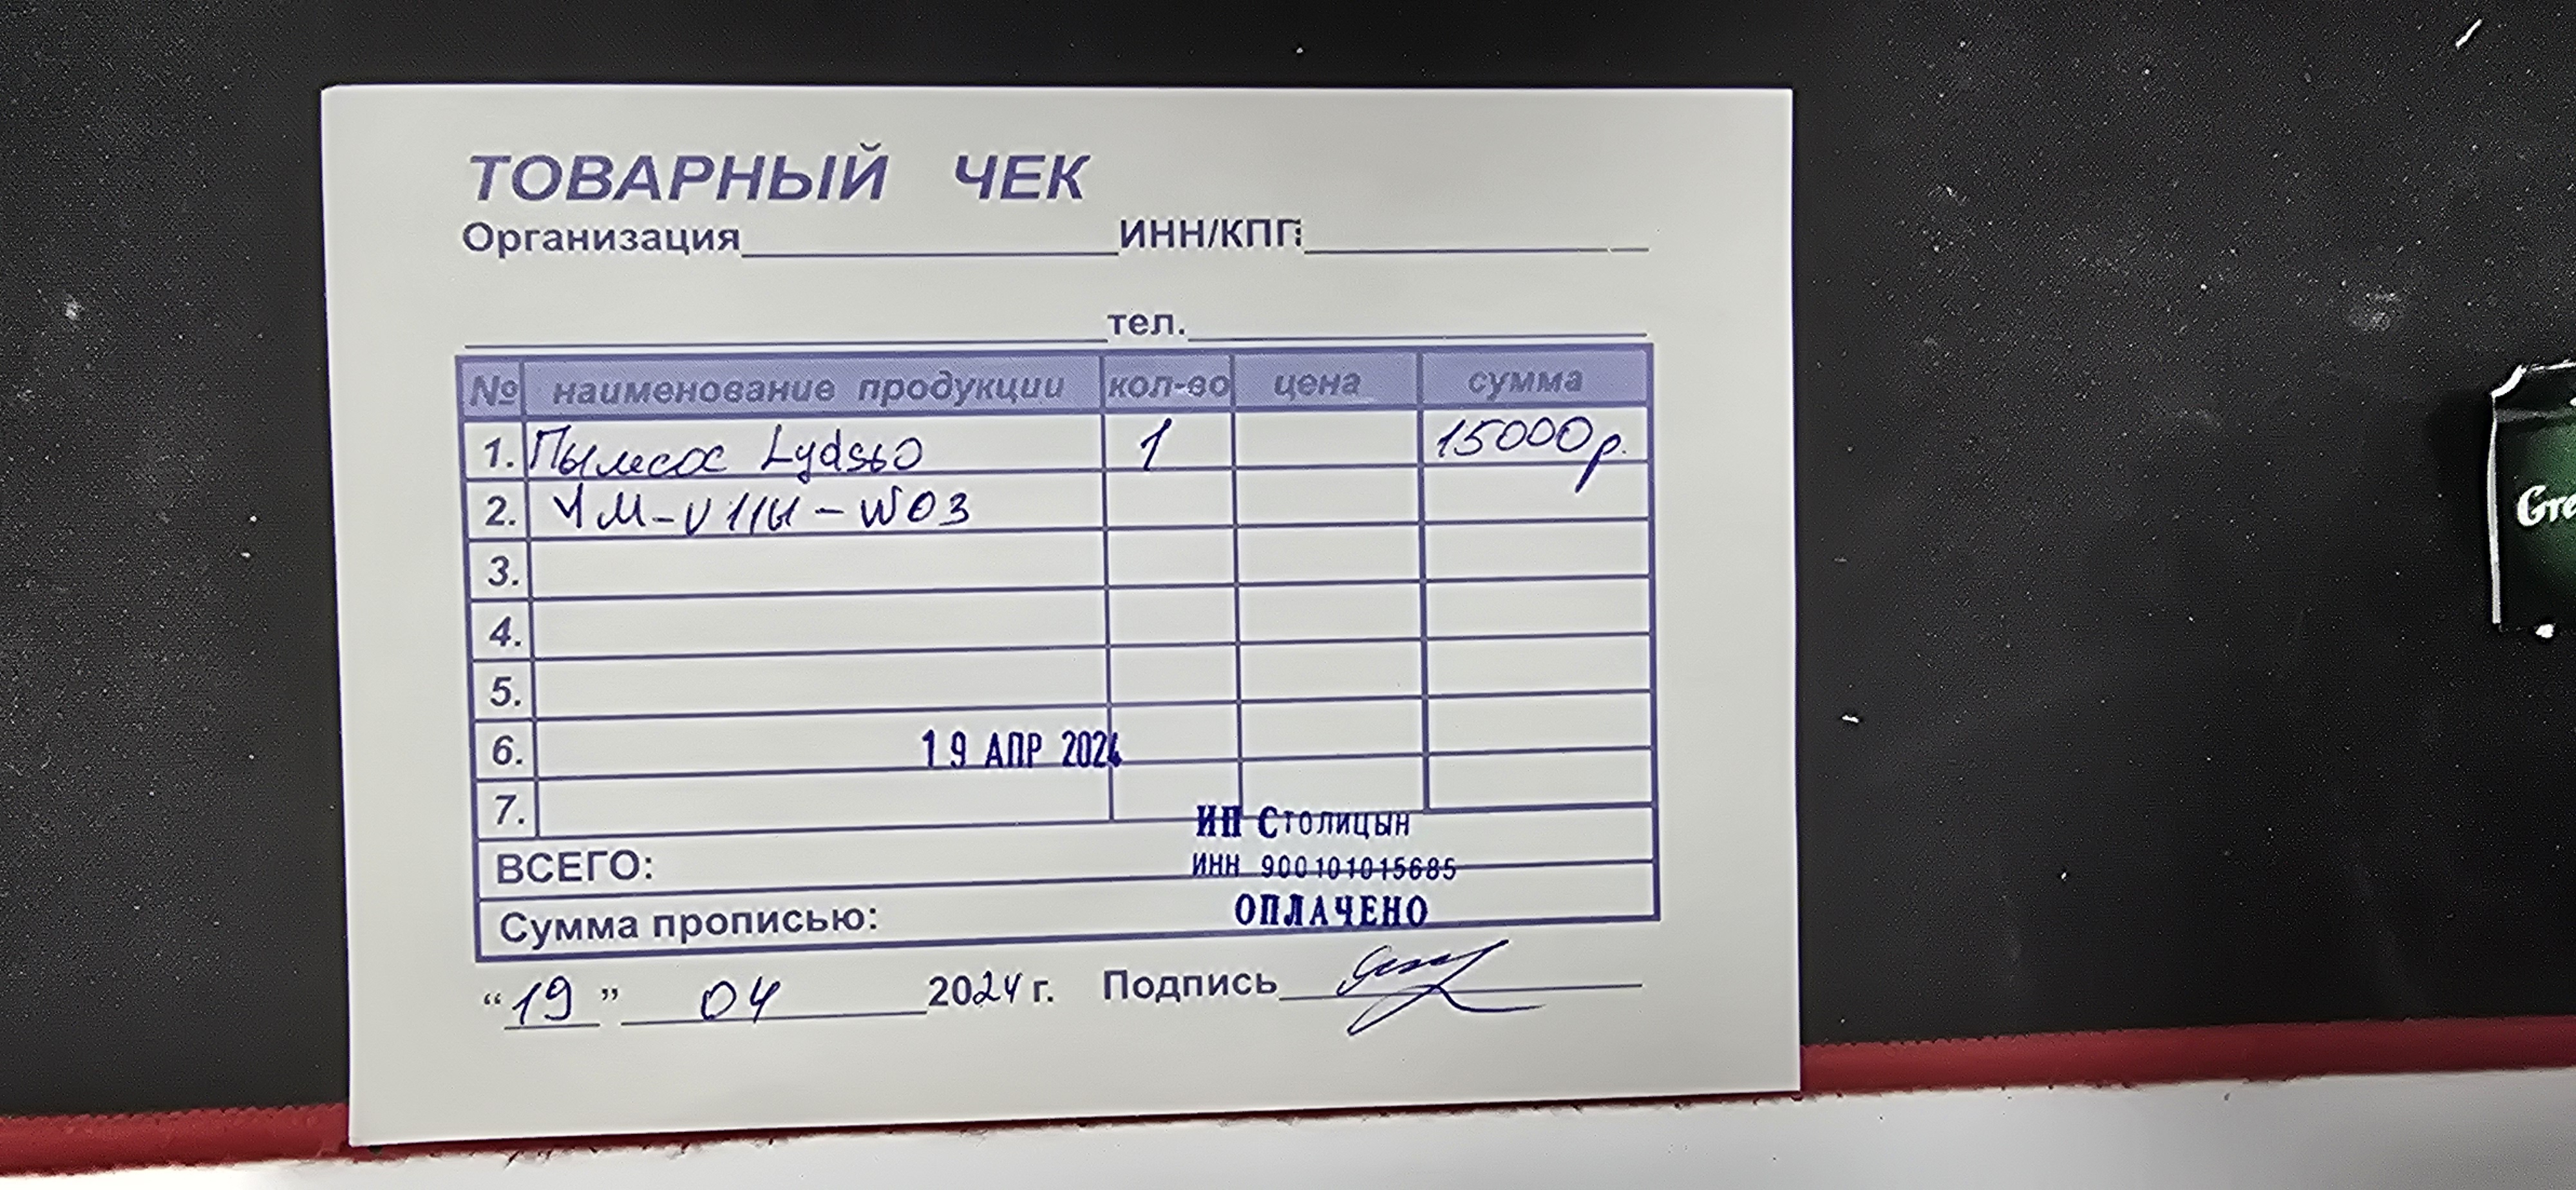 ТОВАРНЫЙ ЧЕК
Организация ИНН/КПП
тел.
№ наименование продукции кол-во цена сумма
1. Пылесос Lydsso 1 15000р.
2. YM-V11H-W03
3.
4.
5.
6.
19 АПР 2024
7.
ИП Столицын
ВСЕГО:
ИНН 900101015685
Сумма прописью: ОПЛАЧЕНО
"19" 04 2024 г. Подпись
Gre